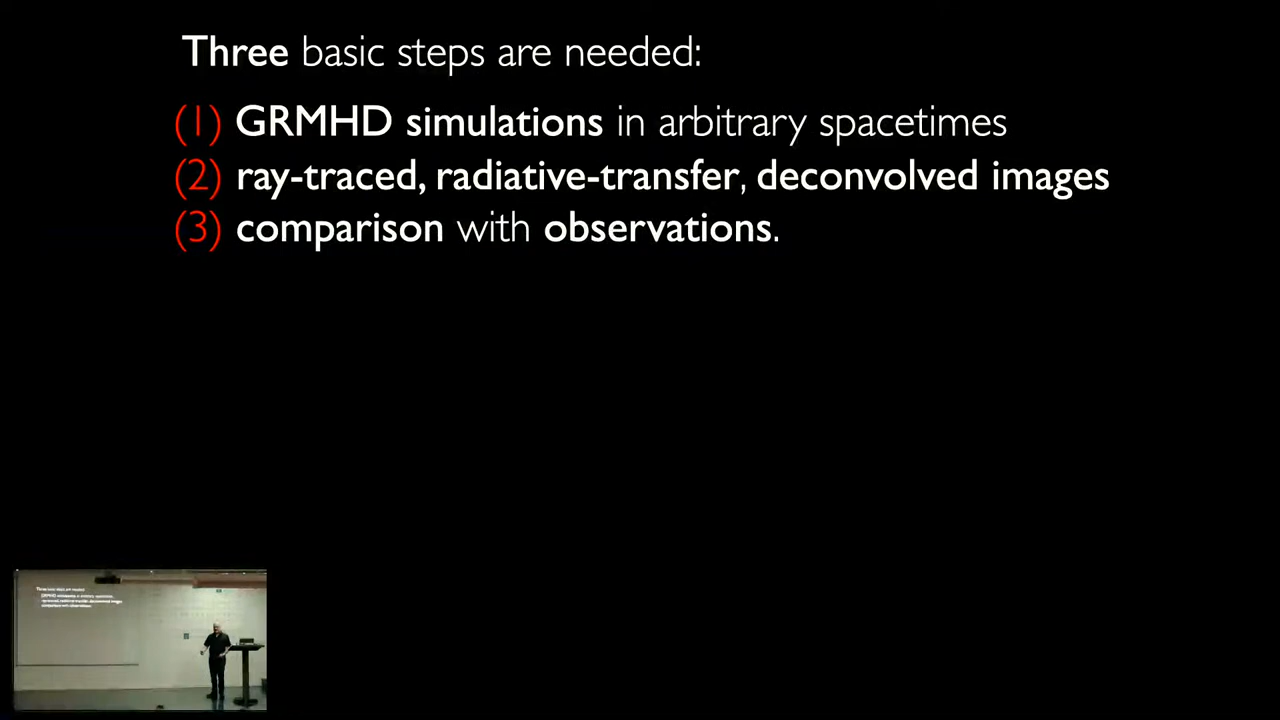 Three basic steps are needed:
(1) GRMHD simulations in arbitrary spacetimes
(2) ray-traced, radiative-transfer, deconvolved images
(3) comparison with observations.